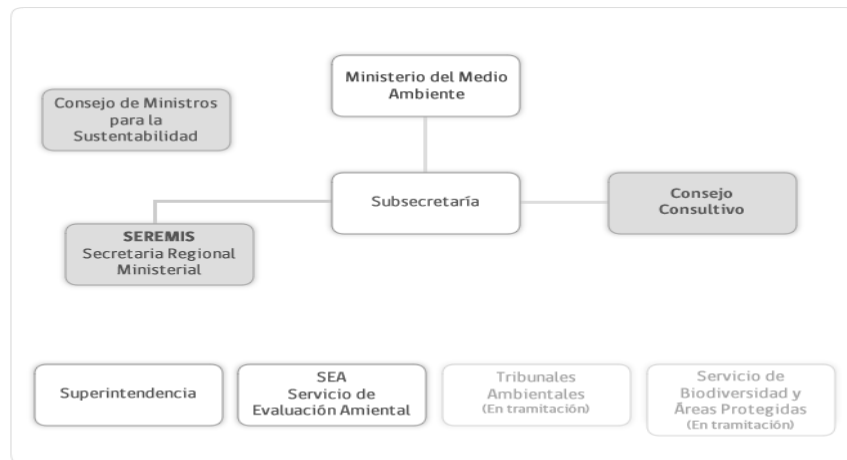 Ministerio del Medio
Ambiente
Consejo de Ministros
para la
Sustentabilidad
Subsecretaría
Consejo
Consultivo
SEREMIS
Secretaria Regional
Ministerial
Superintendencia
SEA
Servicio de
Evaluación Amiental
Tribunales
Ambientales
(En tramitación)
Servicio de
Biodiversidad y
Áreas Protegidas
(En tramitación)